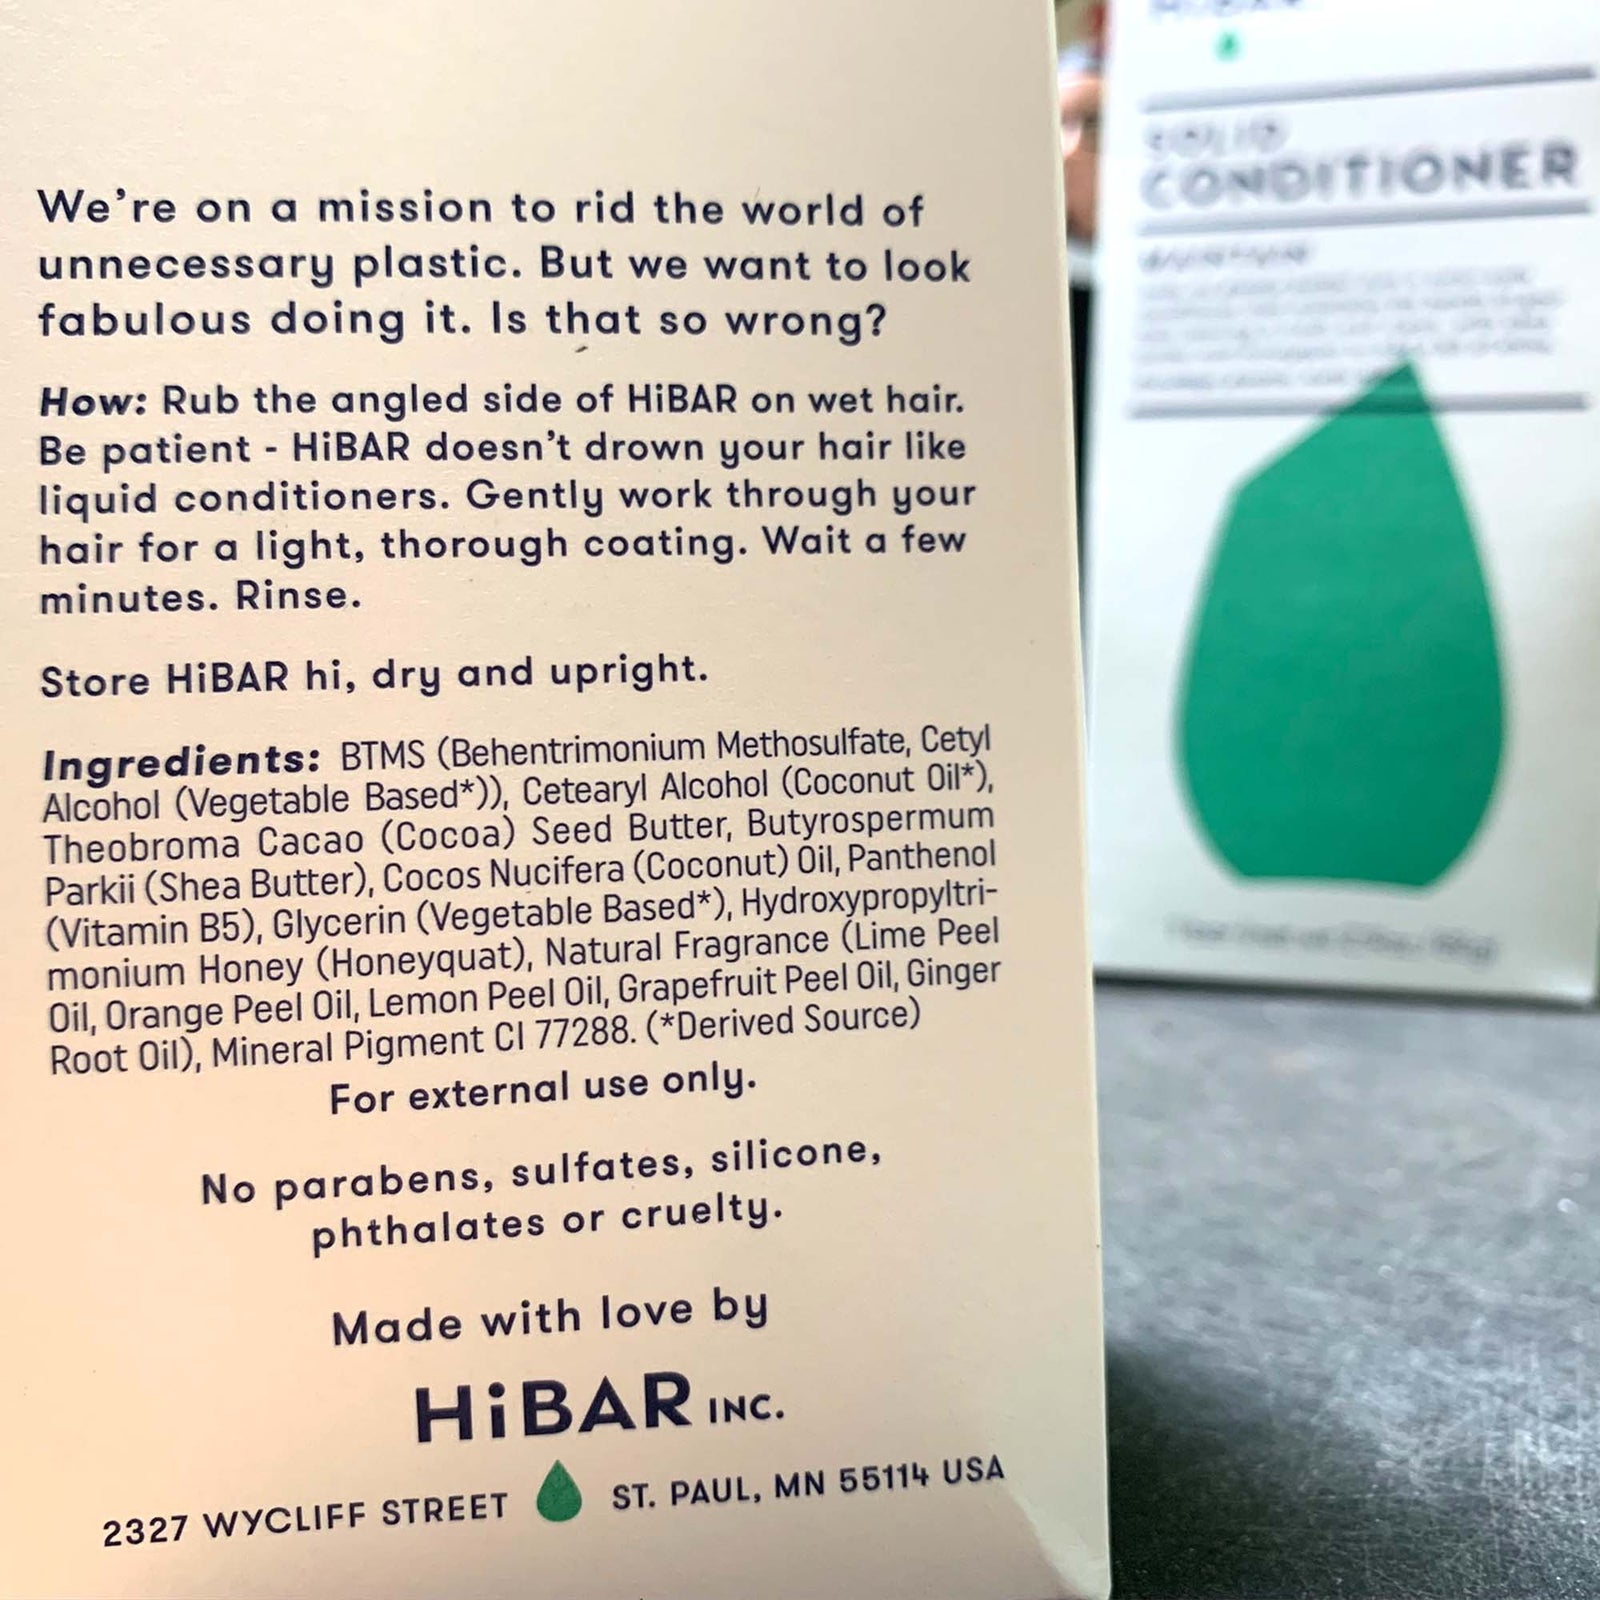 We're on a mission to rid the world of
unnecessary plastic. But we want to look
fabulous doing it. Is that so wrong?
How: Rub the angled side of HiBAR on wet hair.
Be patient - HiBAR doesn't drown your hair like
liquid conditioners. Gently work through your
hair for a light, thorough coating. Wait a few
minutes. Rinse.
Store HiBAR hi, dry and upright.
Ingredients: BTMS (Behentrimonium Methosulfate, Cetyl
Alcohol (Vegetable Based*)), Cetearyl Alcohol (Coconut Oil*),
Theobroma Cacao (Cocoa) Seed Butter, Butyrospermum
Parkii (Shea Butter), Cocos Nucifera (Coconut) Oil, Panthenol
(Vitamin B5), Glycerin (Vegetable Based*), Hydroxypropyltri-
monium Honey (Honeyquat), Natural Fragrance (Lime Peel
Oil, Orange Peel Oil, Lemon Peel Oil, Grapefruit Peel Oil, Ginger
Root Oil), Mineral Pigment CI 77288. (*Derived Source)
For external use only.
No parabens, sulfates, silicone,
phthalates or cruelty.
Made with love by
HiBAR INC.
2327 WYCLIFF STREET ST. PAUL, MN 55114 USA
SOLID
CONDITIONER